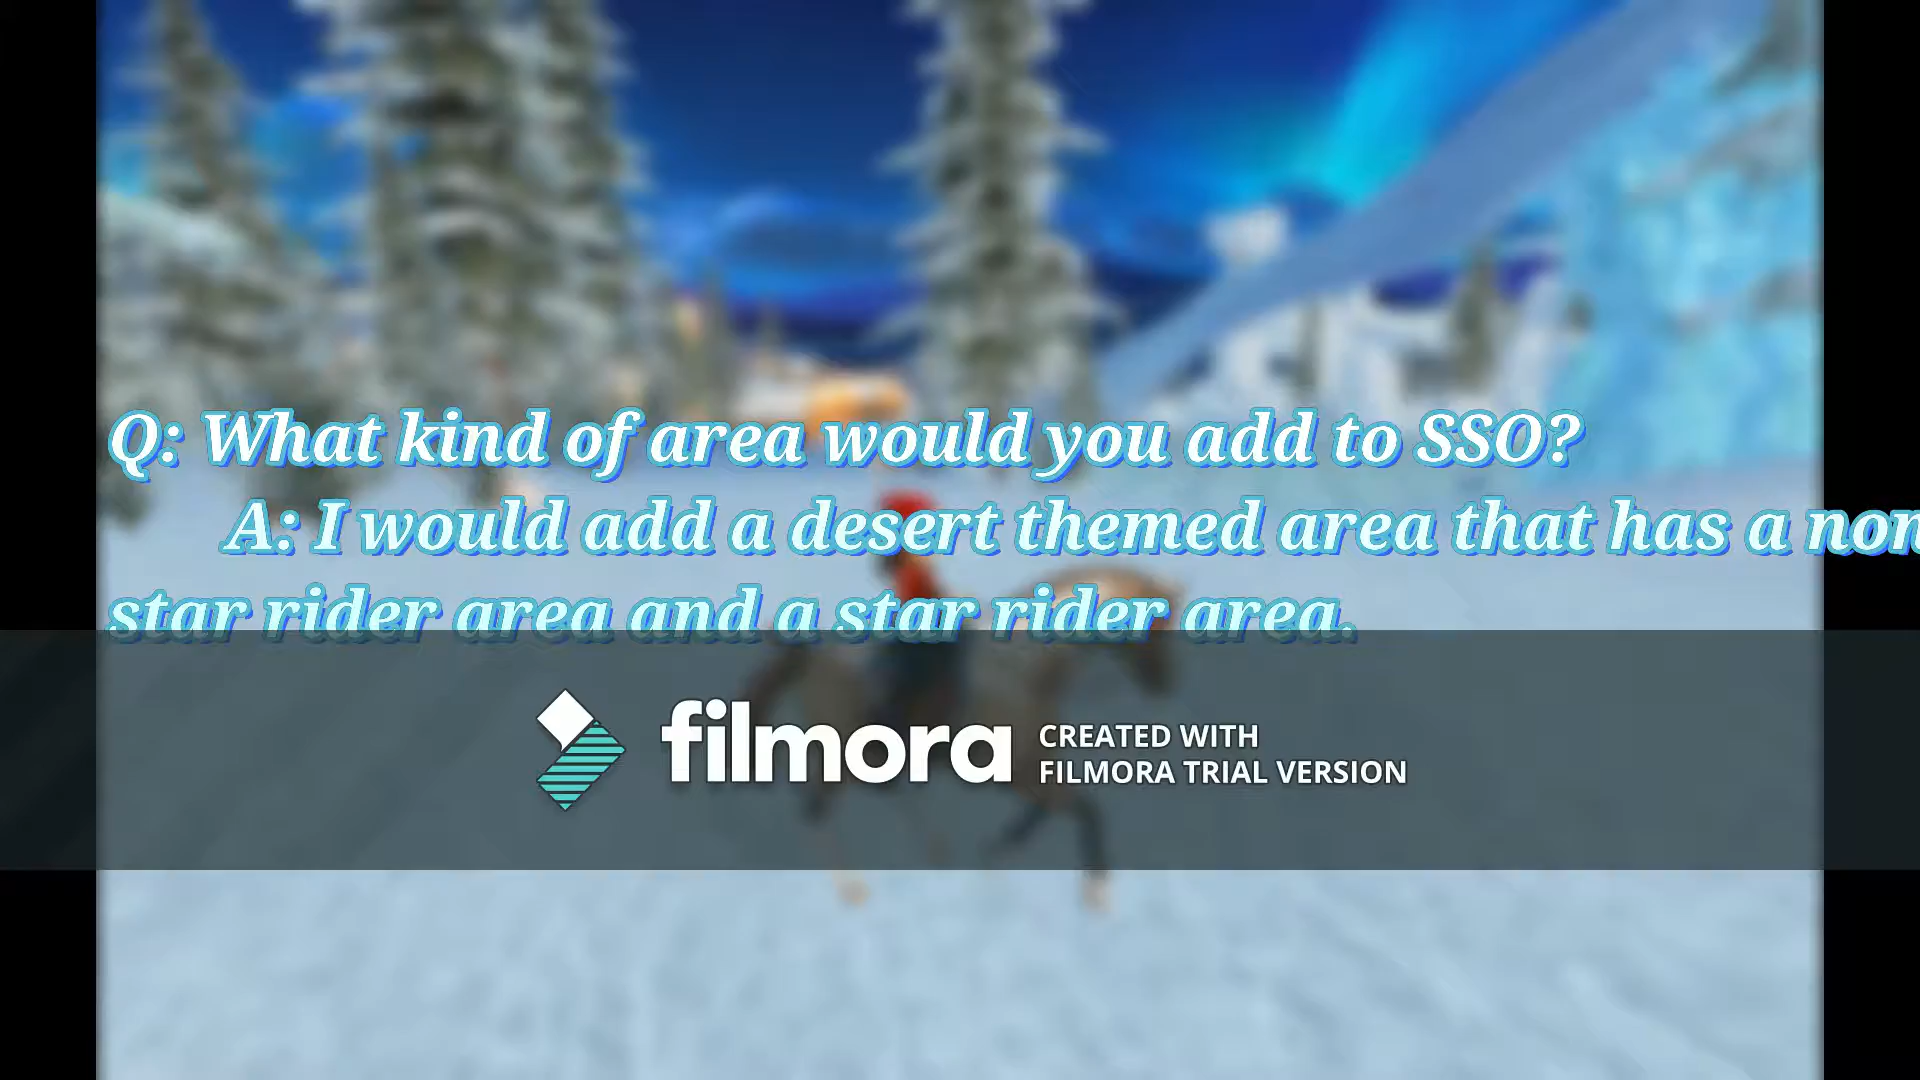 Q: What kind of area would you add to SSO?
A: I would add a desert themed area that has a non
star rider area and a star rider area.
filmora
CREATED WITH
FILMORA TRIAL VERSION